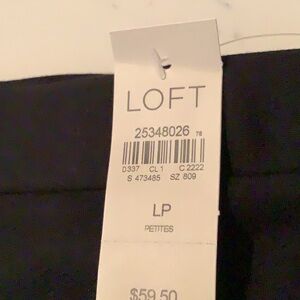 LOFT
25348026 78
D337 CL1 C2222
S 473485 SZ 809
LP
PETITES
$59.50